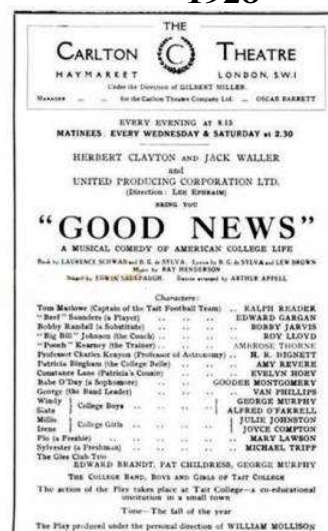 1928
THE
CARLTON THEATRE
HAYMARKET LONDON, S.W.1
Under the Direction of GILBERT MILLER.
MANAGER .. .. for the Carlton Theatre Company Ltd. .. OSCAR BARRETT
EVERY EVENING at 8.15
MATINEES: EVERY WEDNESDAY & SATURDAY at 2.30
HERBERT CLAYTON AND JACK WALLER
and
UNITED PRODUCING CORPORATION LTD.
(Direction: LEE EPHRAIM)
BRING YOU
"GOOD NEWS"
A MUSICAL COMEDY OF AMERICAN COLLEGE LIFE
Book by LAURENCE SCHWAB and B. G. de SYLVA. Lyrics by B. G. de SYLVA and LEW BROWN
Music by RAY HENDERSON
Staged by EDWIN SAULPAUGH. Dances arranged by ARTHUR APPELL
Characters:
Tom Marlowe (Captain of the Tait Football Team) .. RALPH READER
"Beef" Saunders (a Player) .. EDWARD GARGAN
Bobby Randall (a Substitute) .. BOBBY JARVIS
"Big Bill" Johnson (the Coach) .. ROY LLOYD
"Pooch" Kearney (the Trainer) .. AMBROSE THORNE
Professor Charles Kenyon (Professor of Astronomy) .. H. R. HIGNETT
Patricia Bingham (the College Belle) .. AMY REVERE
Constance Lane (Patricia's Cousin) .. EVELYN HOEY
Babe O'Day (a Sophomore) .. GOODEE MONTGOMERY
George (the Band Leader) .. VAN PHILLIPS
Windy College Boys .. GEORGE MURPHY
Slats .. ALFRED O'FARRELL
Millie College Girls .. JULIE JOHNSTON
Irene .. JOYCE COMPTON
Flo (a Freshie) .. MARY LAWSON
Sylvester (a Freshman) .. MICHAEL TRIPP
The Glee Club Trio
EDWARD BRANDT, PAT CHILDRESS, GEORGE MURPHY
THE COLLEGE BAND, BOYS AND GIRLS OF TAIT COLLEGE
The action of the Play takes place at Tait College—a co-educational
institution in a small town
Time—The fall of the year
The Play produced under the personal direction of WILLIAM MOLLISON